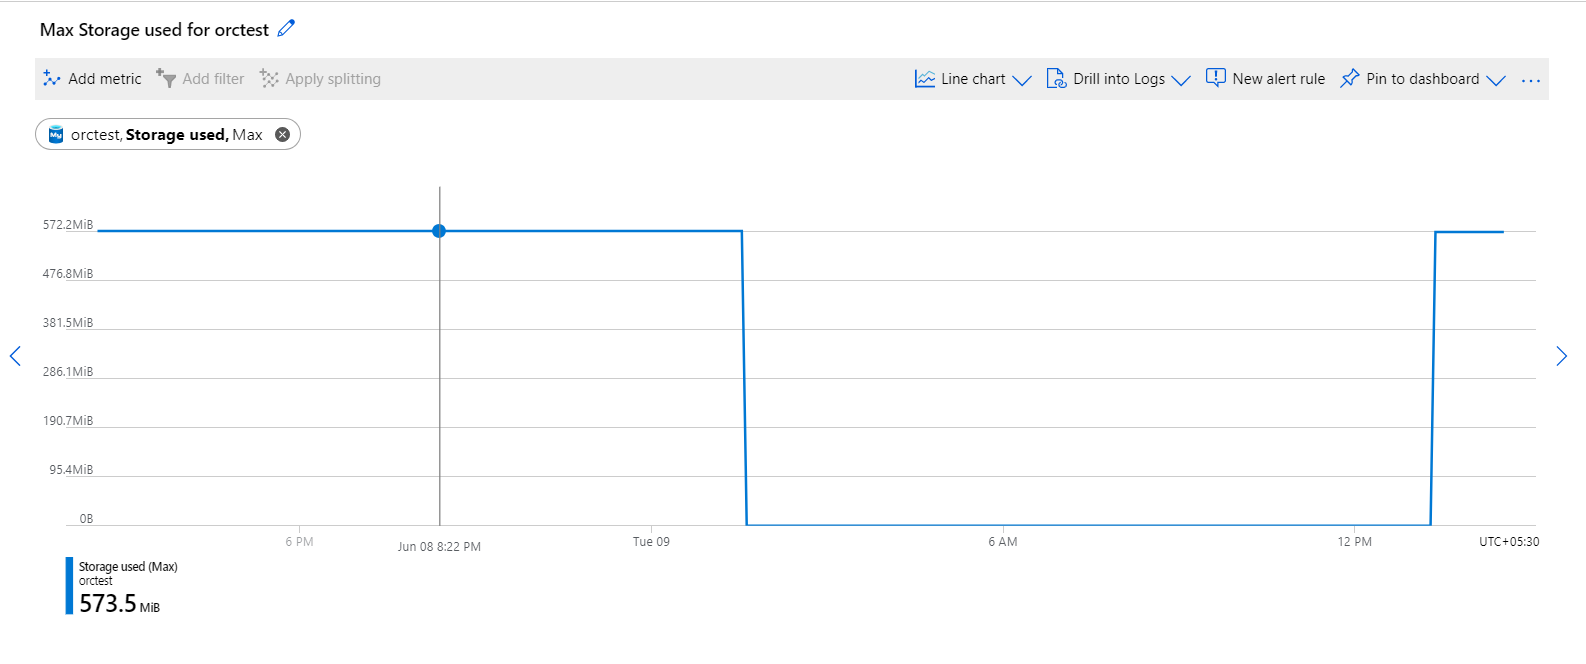 Max Storage used for orctest
Add metric Add filter Apply splitting Line chart Drill into Logs New alert rule Pin to dashboard ...
My orctest, Storage used, Max
572.2MiB
476.8MiB
381.5MiB
286.1MiB
190.7MiB
95.4MiB
0B
6 PM Jun 08 8:22 PM Tue 09 6 AM 12 PM UTC+05:30
Storage used (Max)
orctest
573.5 MiB